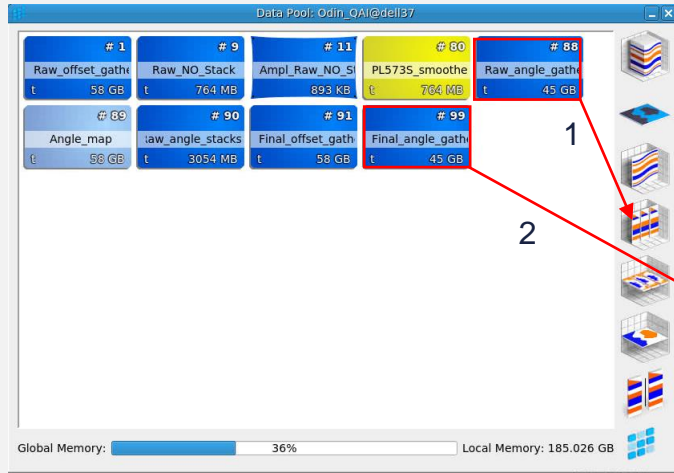 Data Pool: Odin_QAI@dell37
# 1
Raw_offset_gathe
t 58 GB
# 9
Raw_NO_Stack
t 764 MB
# 11
Ampl_Raw_NO_S
893 KB
# 80
PL573S_smoothe
t 764 MB
# 88
Raw_angle_gathe
t 45 GB
# 89
Angle_map
t 58 GB
# 90
aw_angle_stacks
t 3054 MB
# 91
Final_offset_gath
t 58 GB
# 99
Final_angle_gath
t 45 GB
1
2
Global Memory: 36% Local Memory: 185.026 GB